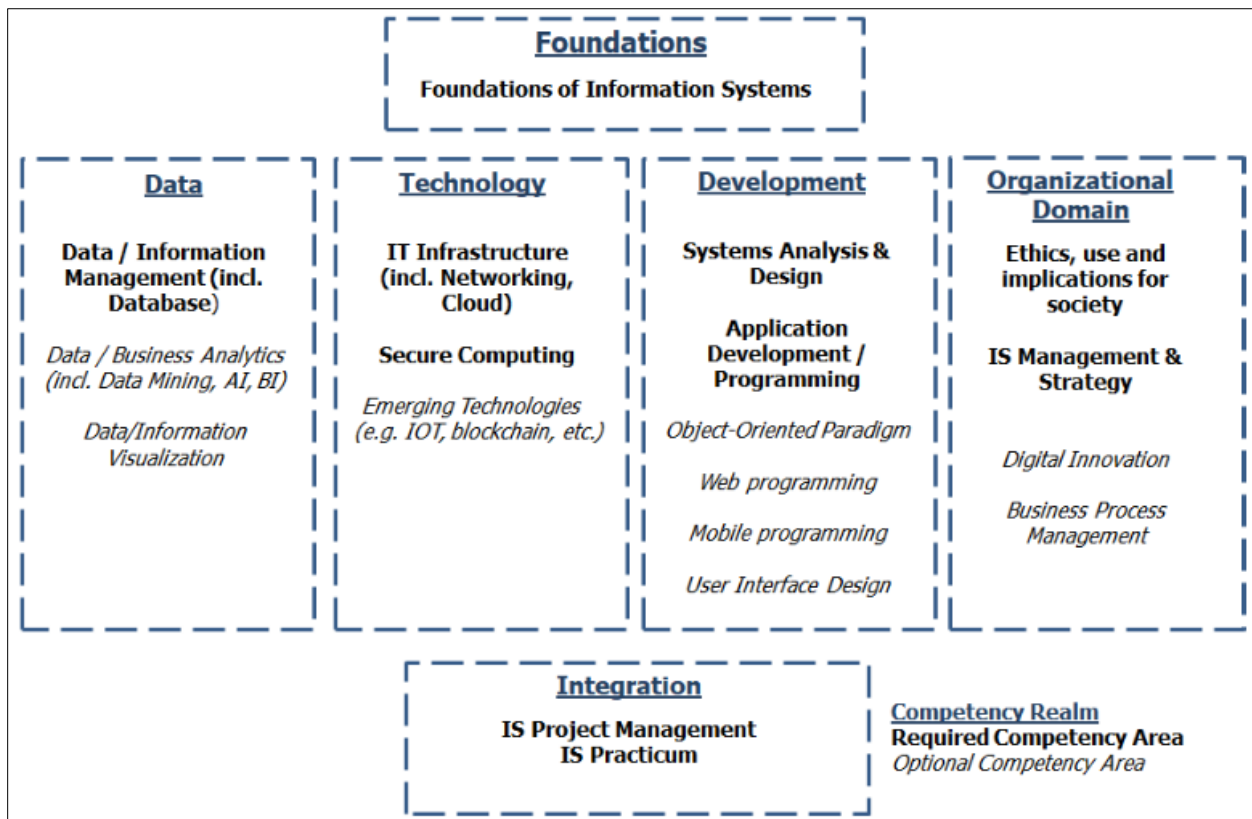 Foundations
Foundations of Information Systems
Data
Data / Information
Management (incl.
Database)
Data / Business Analytics
(incl. Data Mining, AI, BI)
Data/Information
Visualization
Technology
IT Infrastructure
(incl. Networking,
Cloud)
Secure Computing
Emerging Technologies
(e.g. IOT, blockchain, etc.)
Development
Systems Analysis &
Design
Application
Development /
Programming
Object-Oriented Paradigm
Web programming
Mobile programming
User Interface Design
Organizational
Domain
Ethics, use and
implications for
society
IS Management &
Strategy
Digital Innovation
Business Process
Management
Integration
IS Project Management
IS Practicum
Competency Realm
Required Competency Area
Optional Competency Area